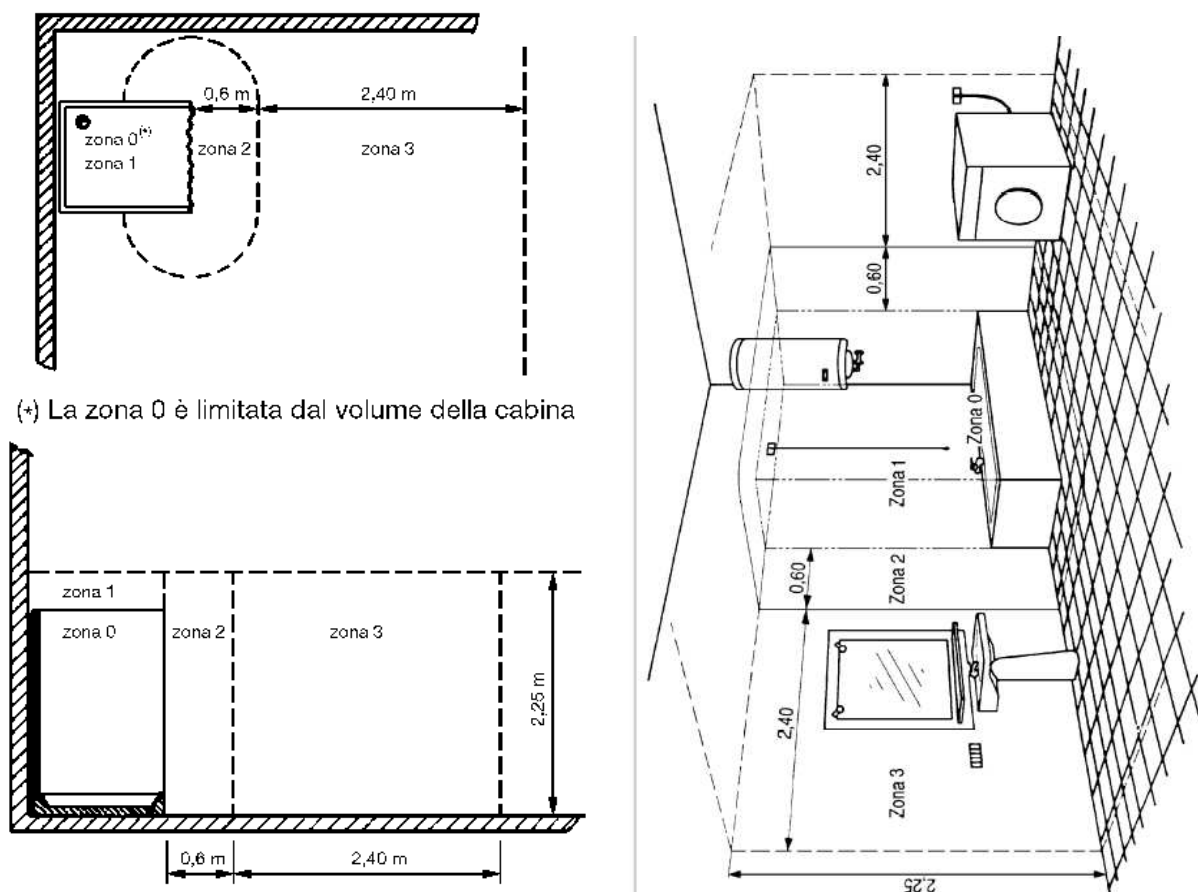 0,6 m
2,40 m
zona 0(*)
zona 1
zona 2
zona 3
(*) La zona 0 è limitata dal volume della cabina
zona 1
zona 0
zona 2
zona 3
2,25 m
0,6 m
2,40 m
2,40
0,60
Zona 0
Zona 1
0,60
Zona 2
2,40
Zona 3
2,25